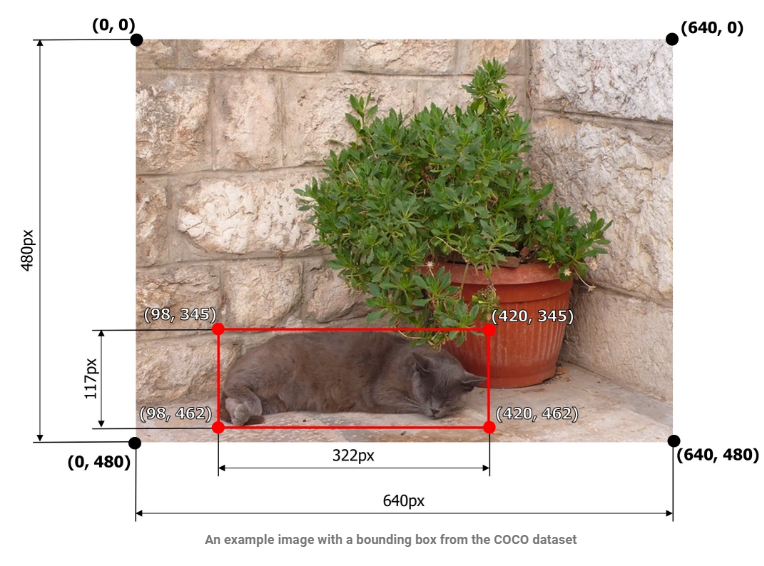 (0, 0)
(640, 0)
480px
(98, 345)
(420, 345)
117px
(98, 462)
(420, 462)
(0, 480)
(640, 480)
322px
640px
An example image with a bounding box from the COCO dataset